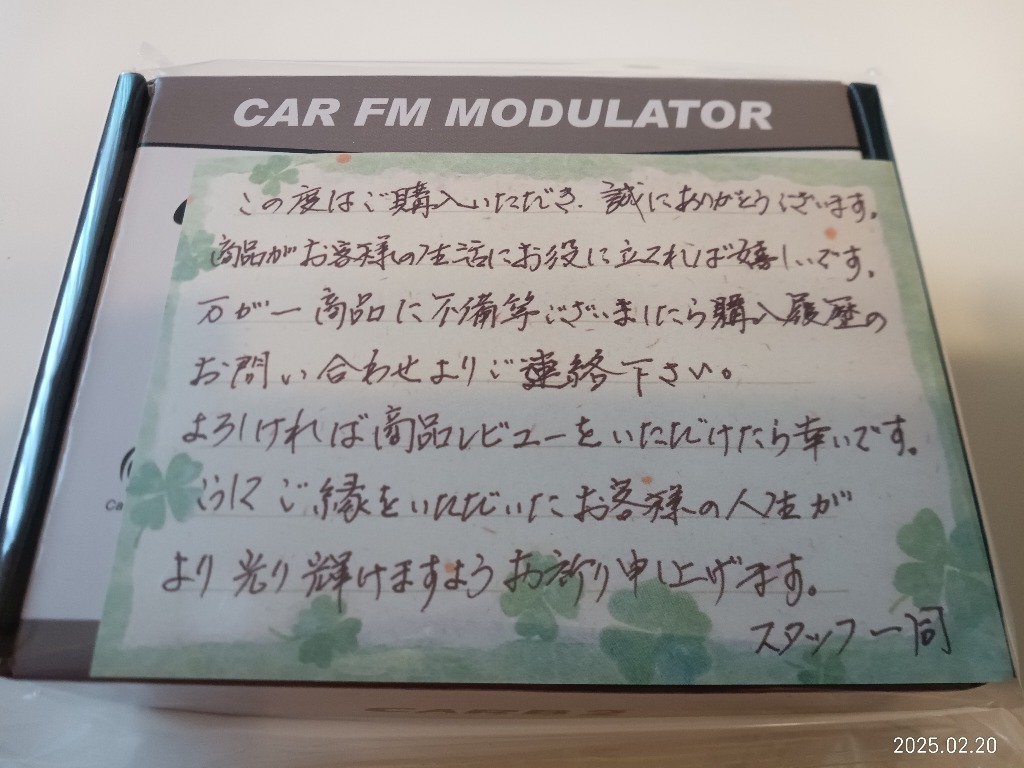 CAR FM MODULATOR
この度はご購入いただき、誠にありがとうございます。
商品がお客様の生活にお役に立てれば嬉しいです。
万が一商品に不備等ございましたら購入履歴の
お問い合わせよりご連絡下さい。
よろしければ商品レビューをいただけたら幸いです。
ご縁をいただいたお客様の人生が
より光り輝けますようお祈り申し上げます。
スタッフ一同
Ca
2025.02.20